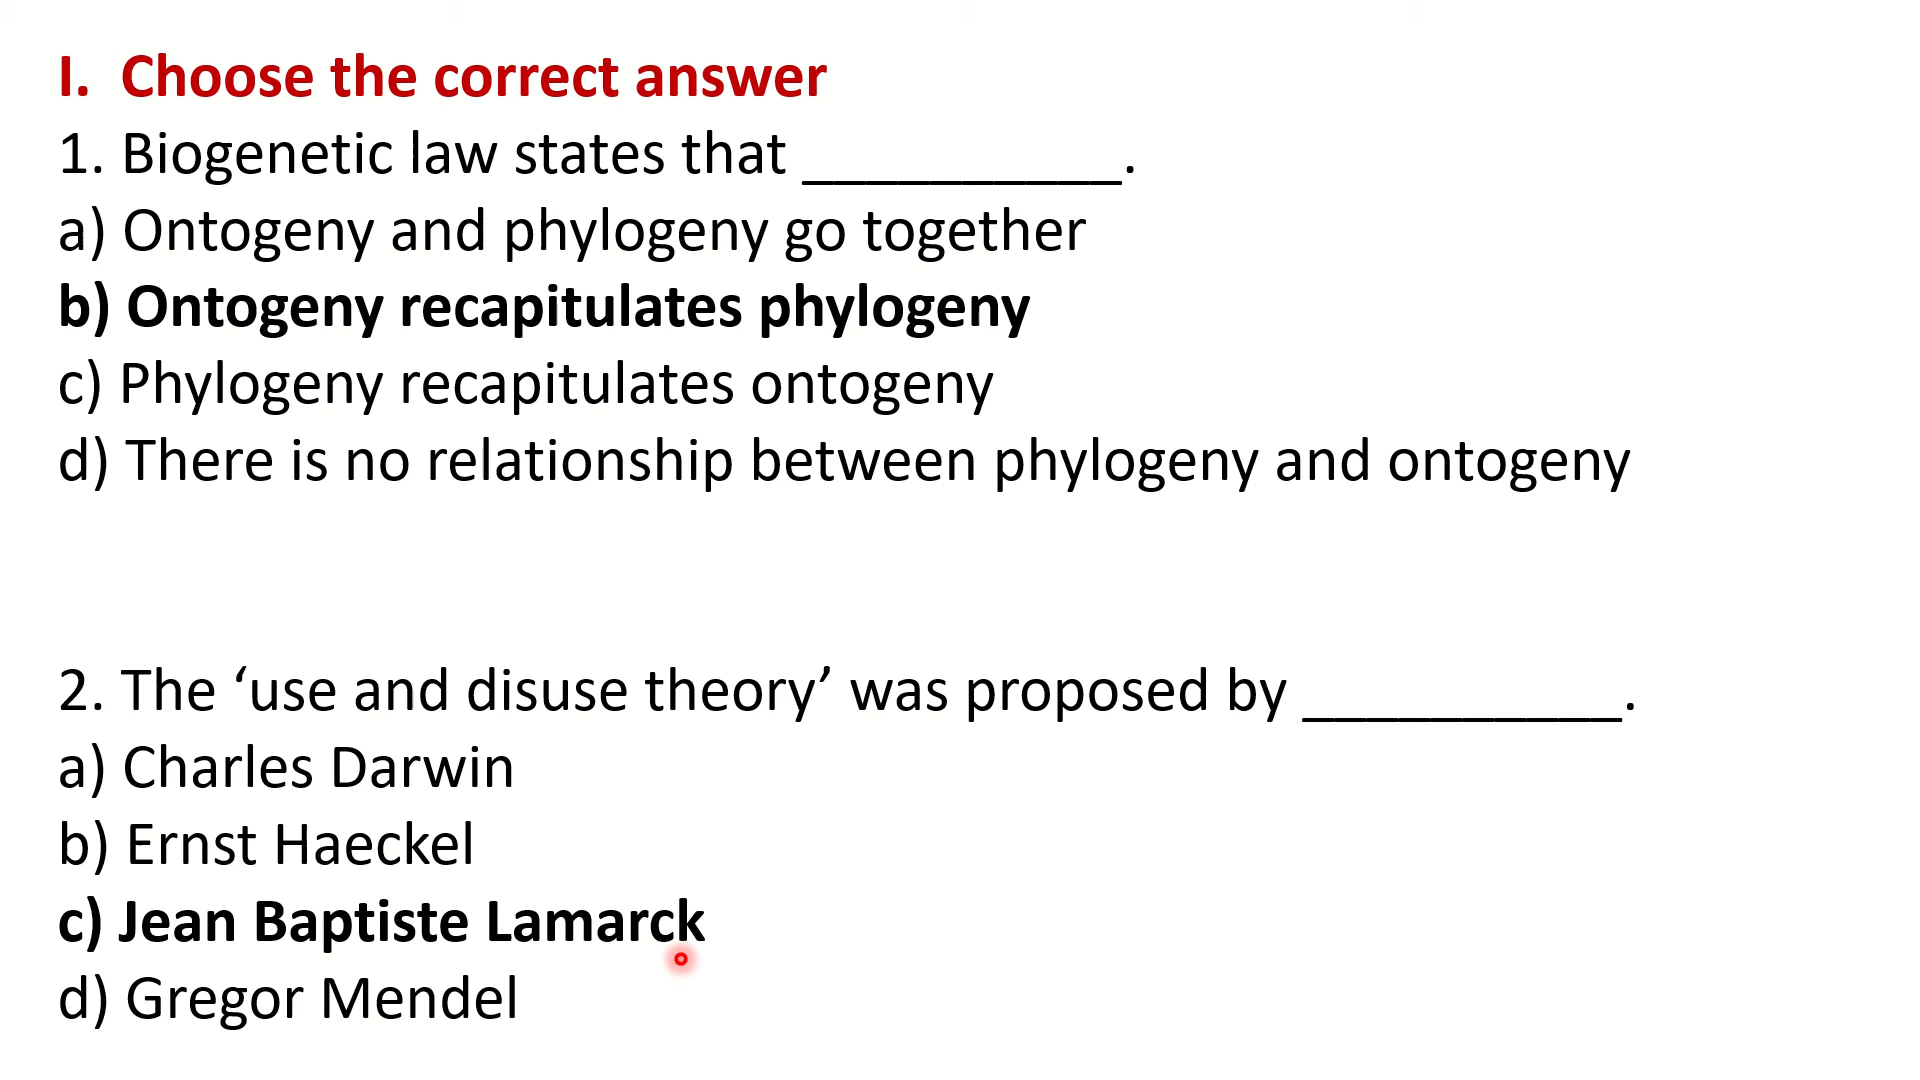 I. Choose the correct answer
1. Biogenetic law states that __________.
a) Ontogeny and phylogeny go together
b) Ontogeny recapitulates phylogeny
c) Phylogeny recapitulates ontogeny
d) There is no relationship between phylogeny and ontogeny
2. The ‘use and disuse theory’ was proposed by __________.
a) Charles Darwin
b) Ernst Haeckel
c) Jean Baptiste Lamarck
d) Gregor Mendel